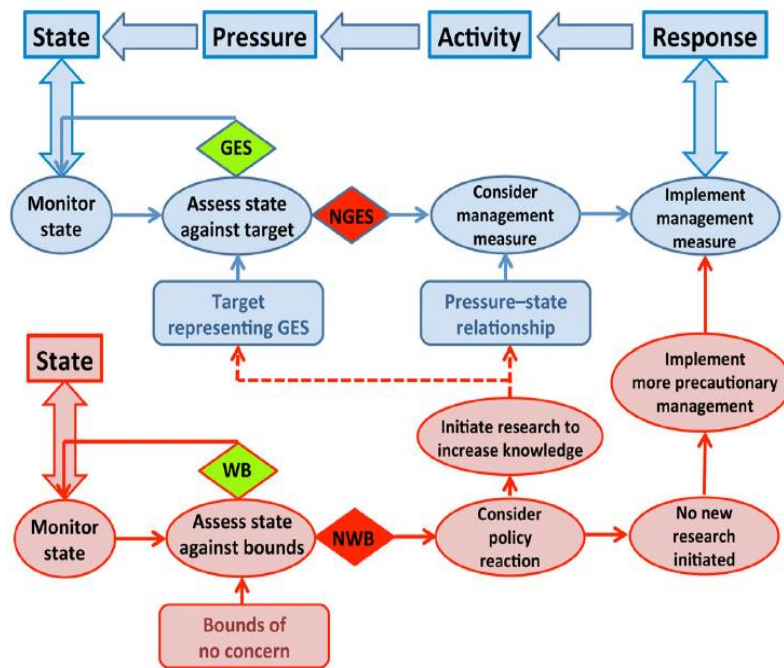 State
Pressure
Activity
Response
GES
Monitor
state
Assess state
against target
NGES
Consider
management
measure
Implement
management
measure
Target
representing GES
Pressure–state
relationship
State
Implement
more precautionary
management
Initiate research to
increase knowledge
WB
Monitor
state
Assess state
against bounds
NWB
Consider
policy
reaction
No new
research
initiated
Bounds of
no concern